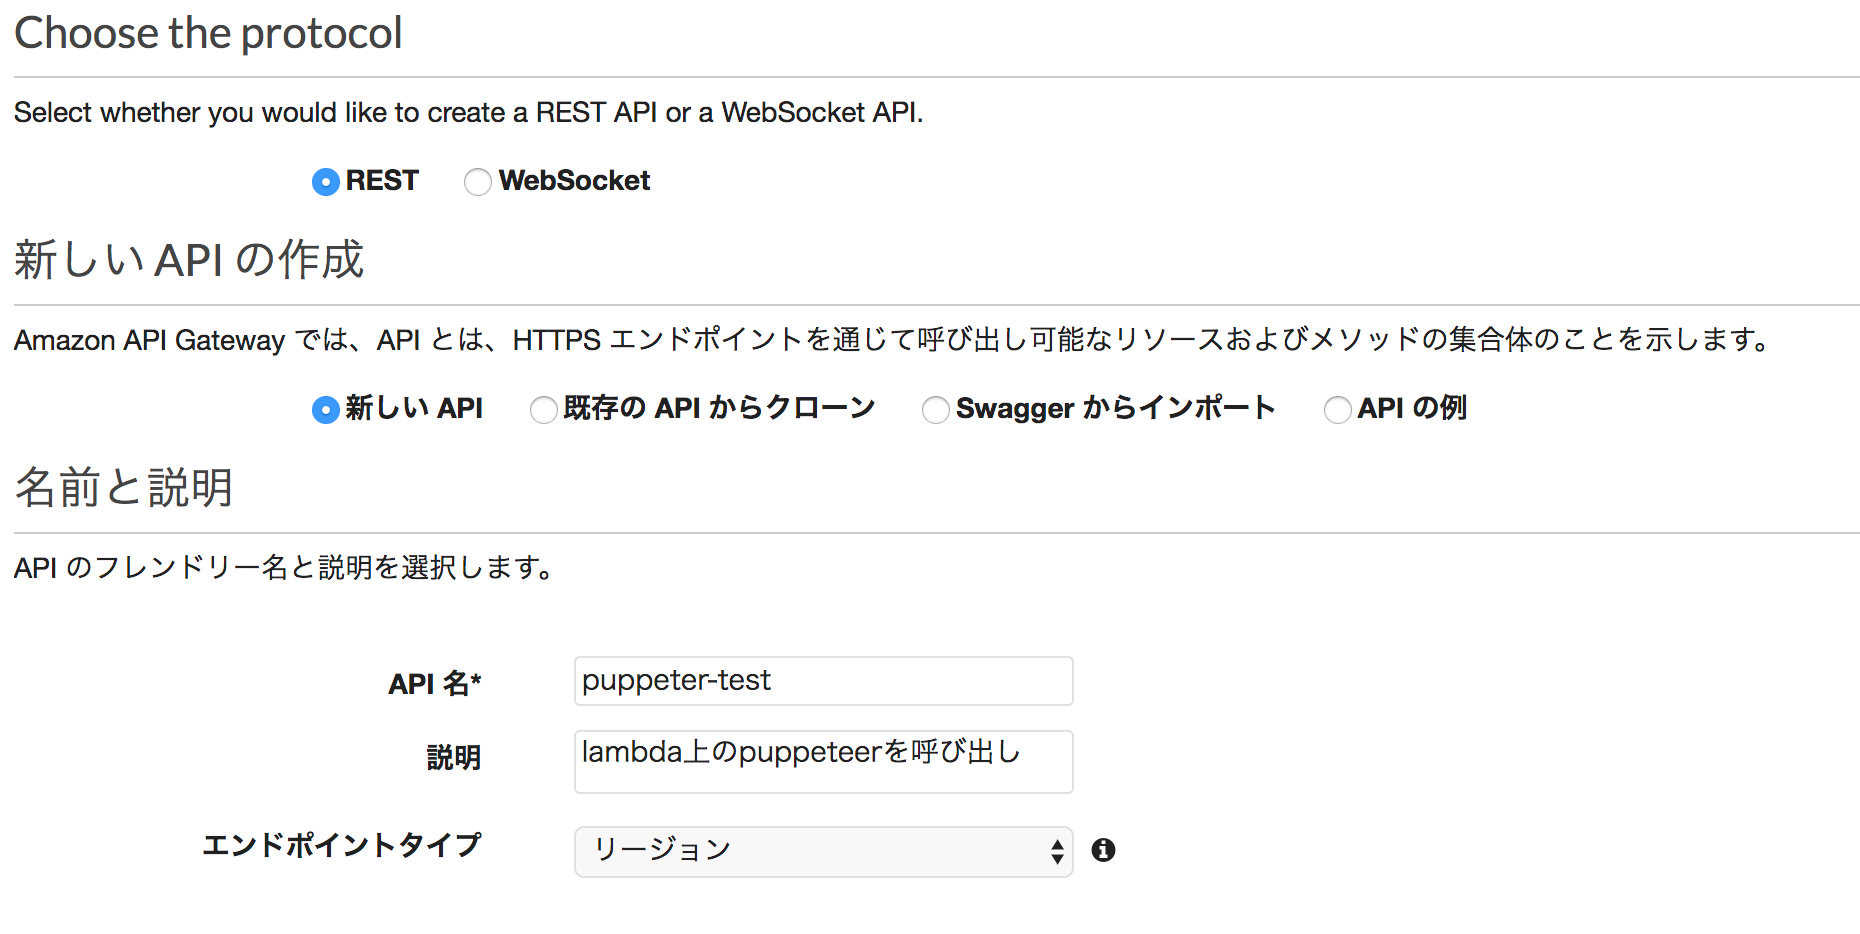 Choose the protocol
Select whether you would like to create a REST API or a WebSocket API.
REST WebSocket
新しい API の作成
Amazon API Gateway では、API とは、HTTPS エンドポイントを通じて呼び出し可能なリソースおよびメソッドの集合体のことを示します。
新しい API 既存の API からクローン Swagger からインポート API の例
名前と説明
API のフレンドリー名と説明を選択します。
API 名* puppeter-test
説明 lambda上のpuppeteerを呼び出し
エンドポイントタイプ リージョン